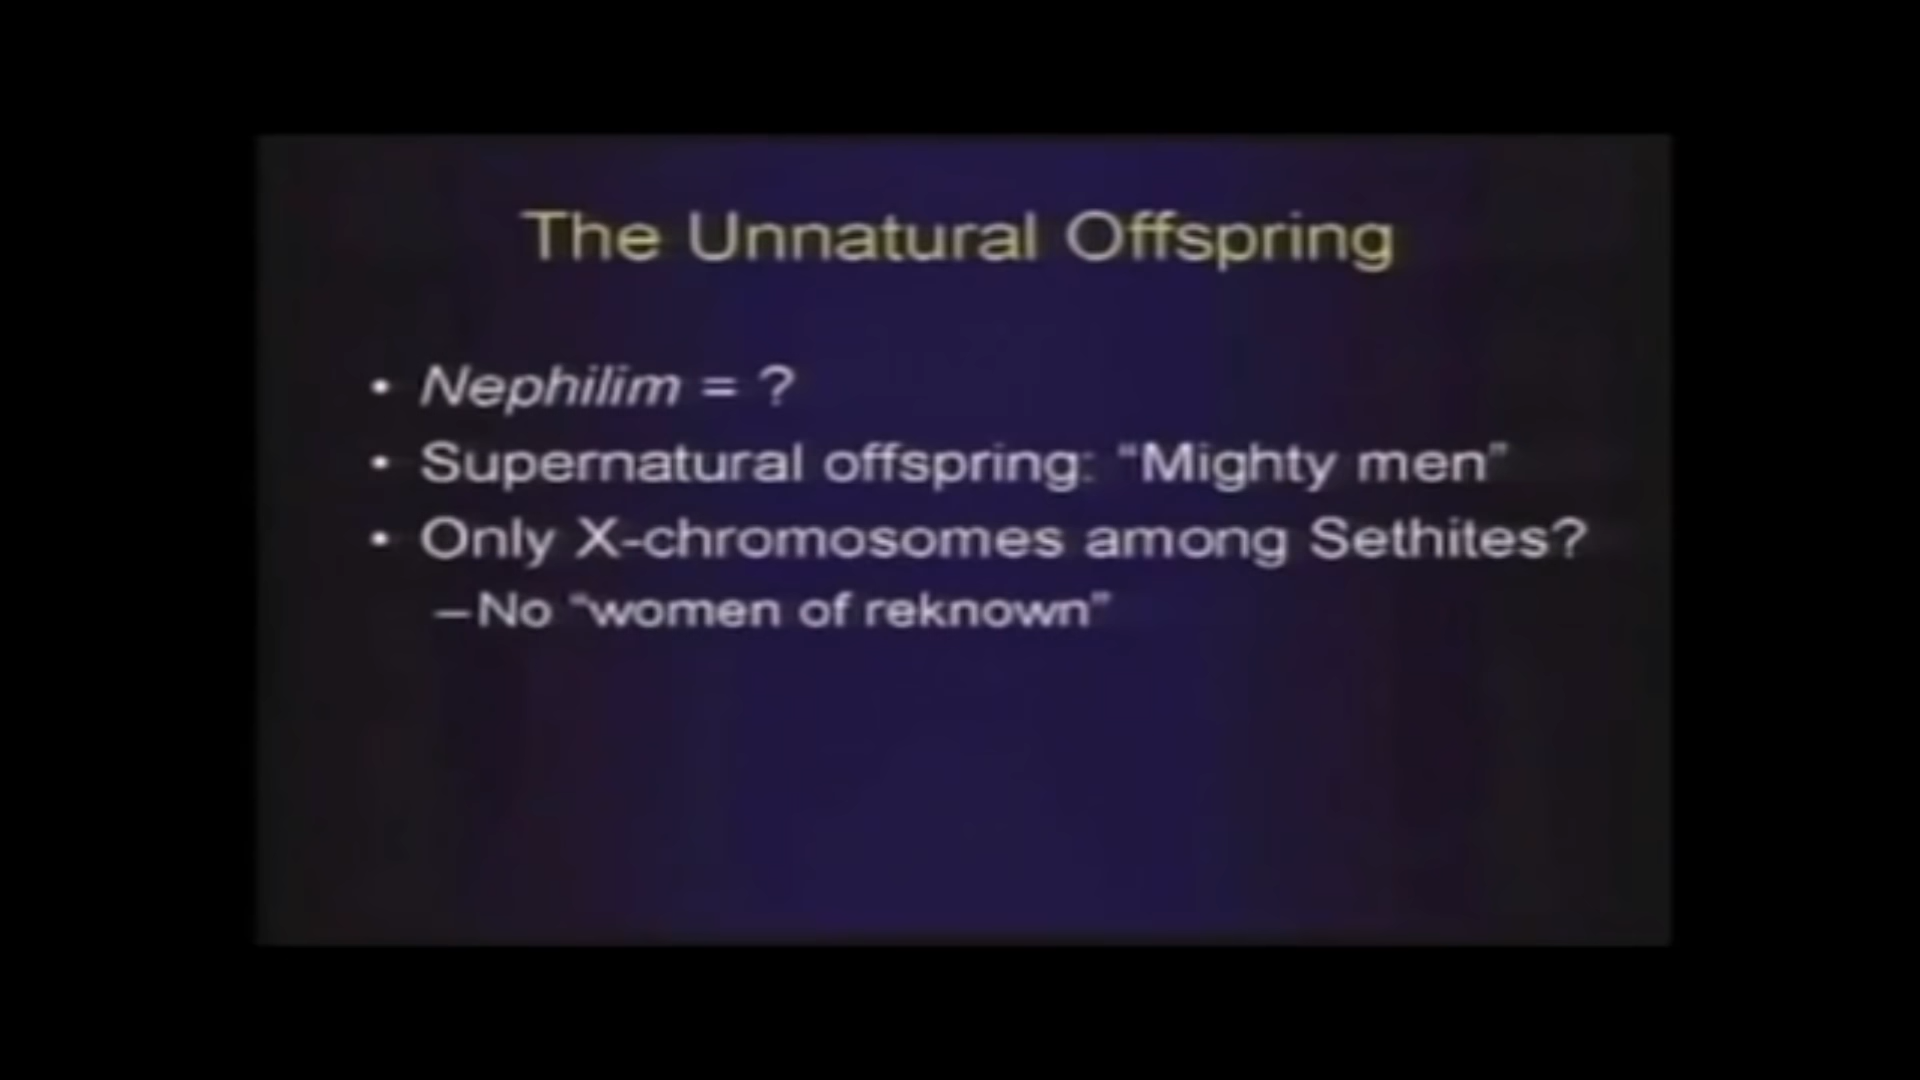 The Unnatural Offspring
• Nephilim = ?
• Supernatural offspring: “Mighty men”
• Only X-chromosomes among Sethites?
– No “women of reknown”